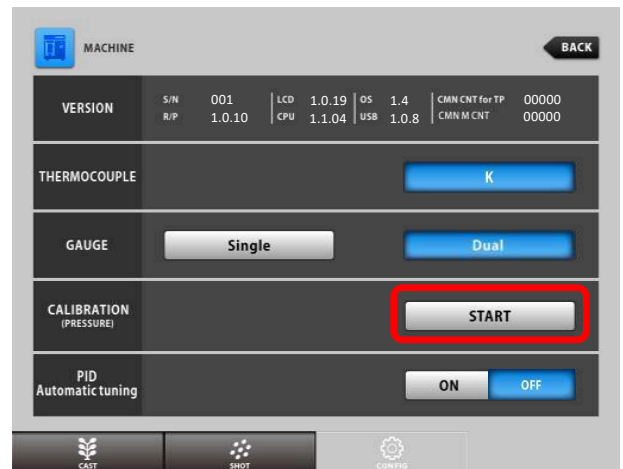 MACHINE
BACK
VERSION
S/N 001 LCD 1.0.19 OS 1.4 CMN CNT for TP 00000
R/P 1.0.10 CPU 1.1.04 USB 1.0.8 CMN M CNT 00000
THERMOCOUPLE
K
GAUGE
Single
Dual
CALIBRATION
(PRESSURE)
START
PID
Automatic tuning
ON OFF
CAST SHOT CONFIG